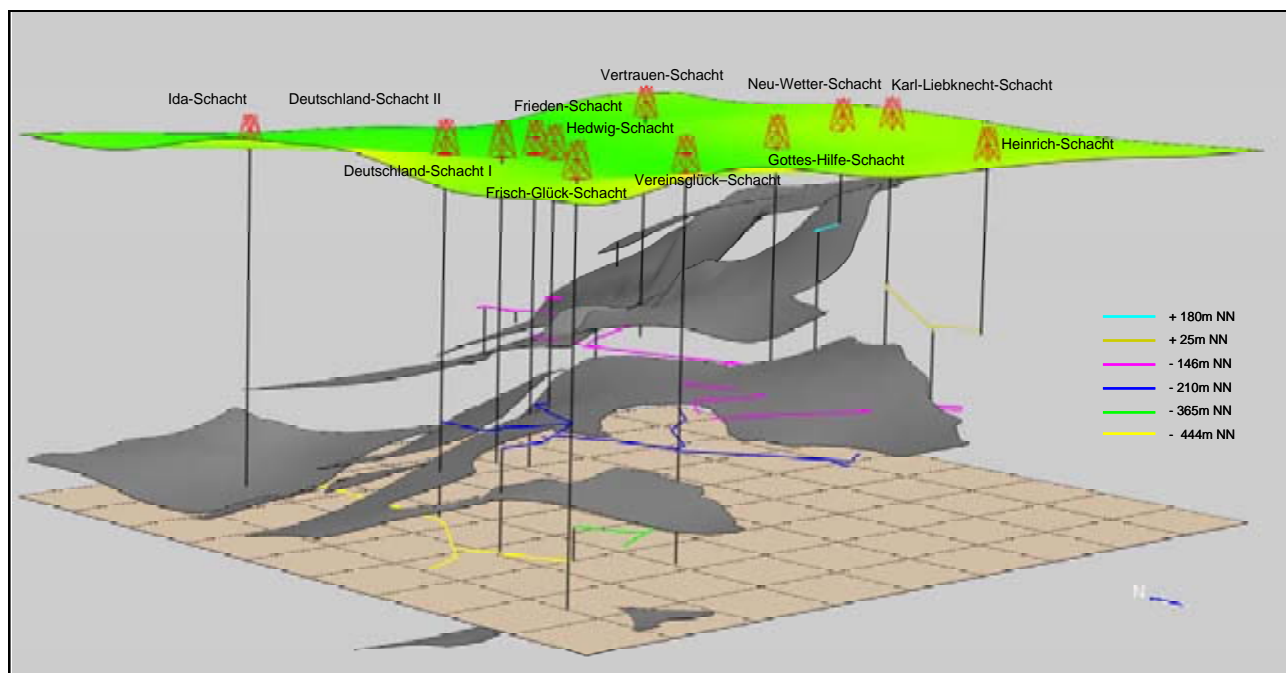 Vertrauen-Schacht
Neu-Wetter-Schacht
Karl-Liebknecht-Schacht
Ida-Schacht
Deutschland-Schacht II
Frieden-Schacht
Hedwig-Schacht
Heinrich-Schacht
Gottes-Hilfe-Schacht
Deutschland-Schacht I
Vereinsglück–Schacht
Frisch-Glück-Schacht
+ 180m NN
+ 25m NN
- 146m NN
- 210m NN
- 365m NN
- 444m NN
N